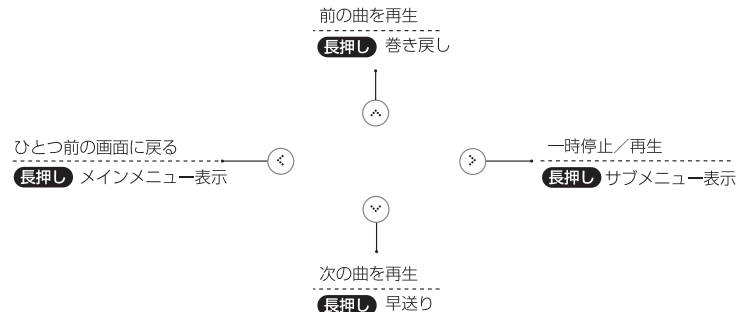 前の曲を再生
長押し 巻き戻し
ひとつ前の画面に戻る
長押し メインメニュー表示
一時停止／再生
長押し サブメニュー表示
次の曲を再生
長押し 早送り